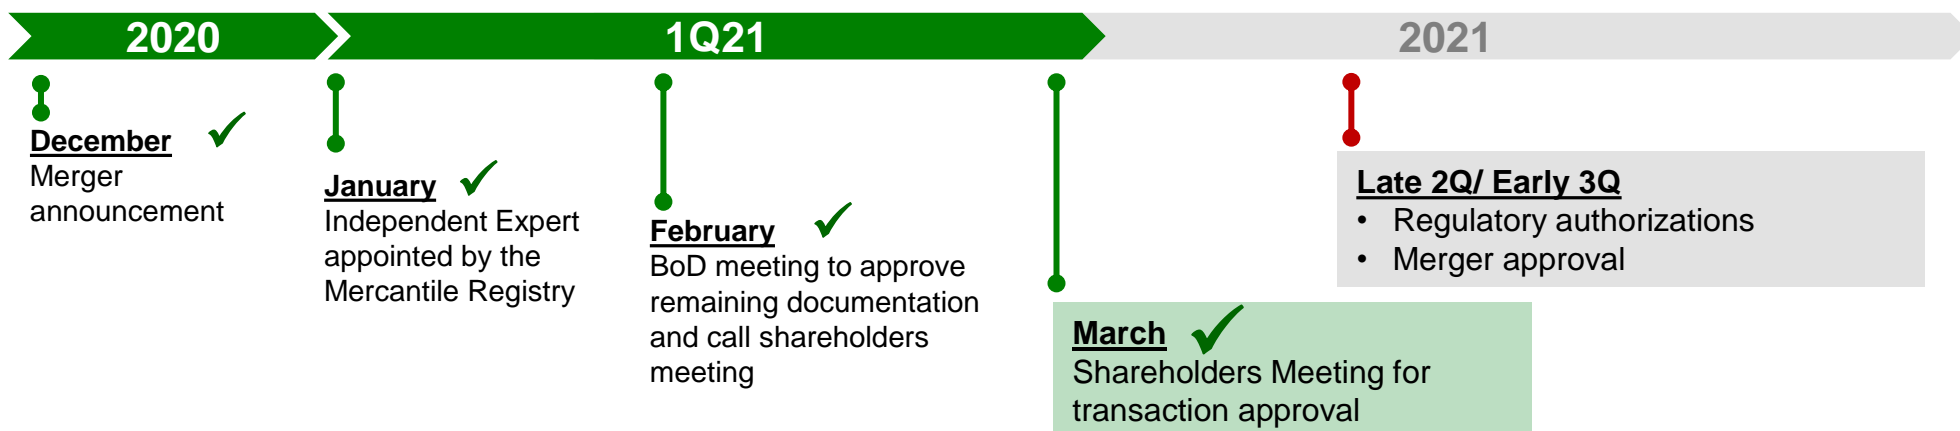 2020
1Q21
2021
December
Merger
announcement
January
Independent Expert
appointed by the
Mercantile Registry
February
BoD meeting to approve
remaining documentation
and call shareholders
meeting
March
Shareholders Meeting for
transaction approval
Late 2Q/ Early 3Q
• Regulatory authorizations
• Merger approval